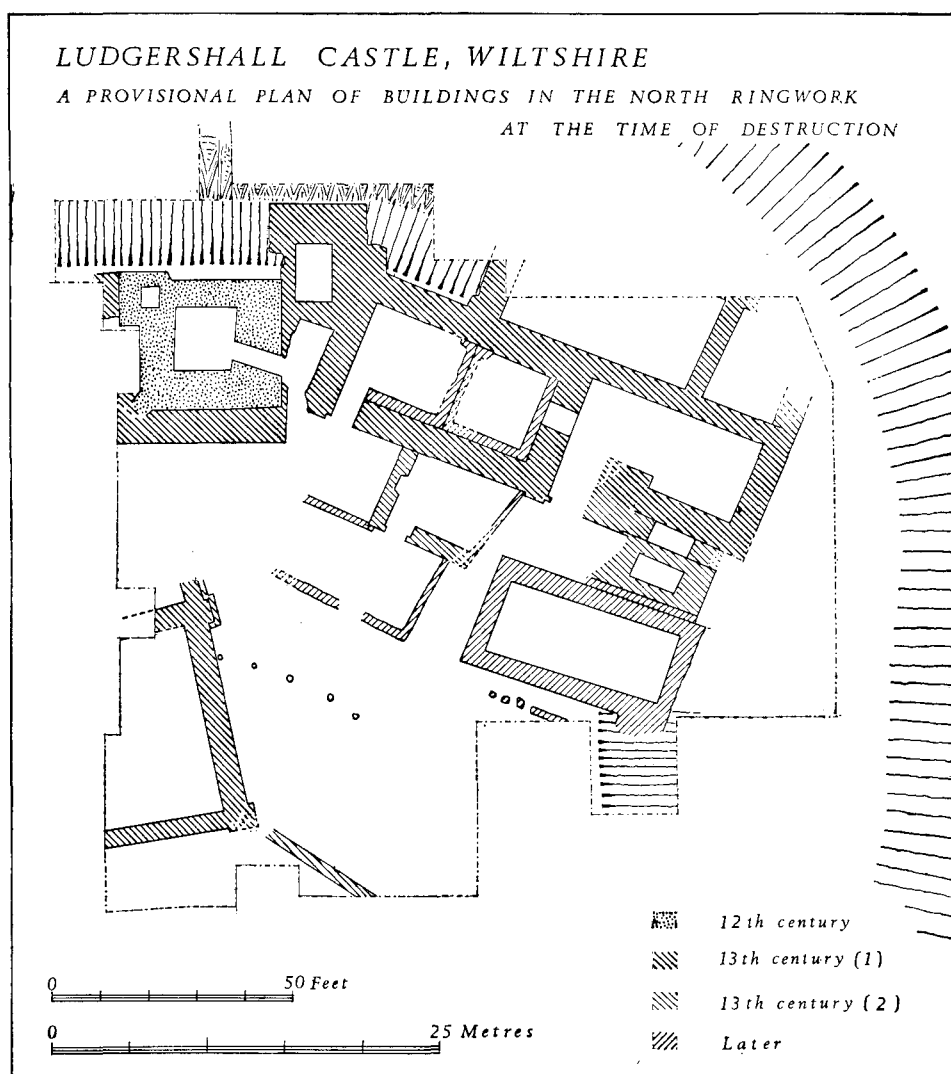 LUDGERSHALL CASTLE, WILTSHIRE
A PROVISIONAL PLAN OF BUILDINGS IN THE NORTH RINGWORK
AT THE TIME OF DESTRUCTION
12th century
13th century (1)
13th century (2)
Later
0 50 Feet
0 25 Metres